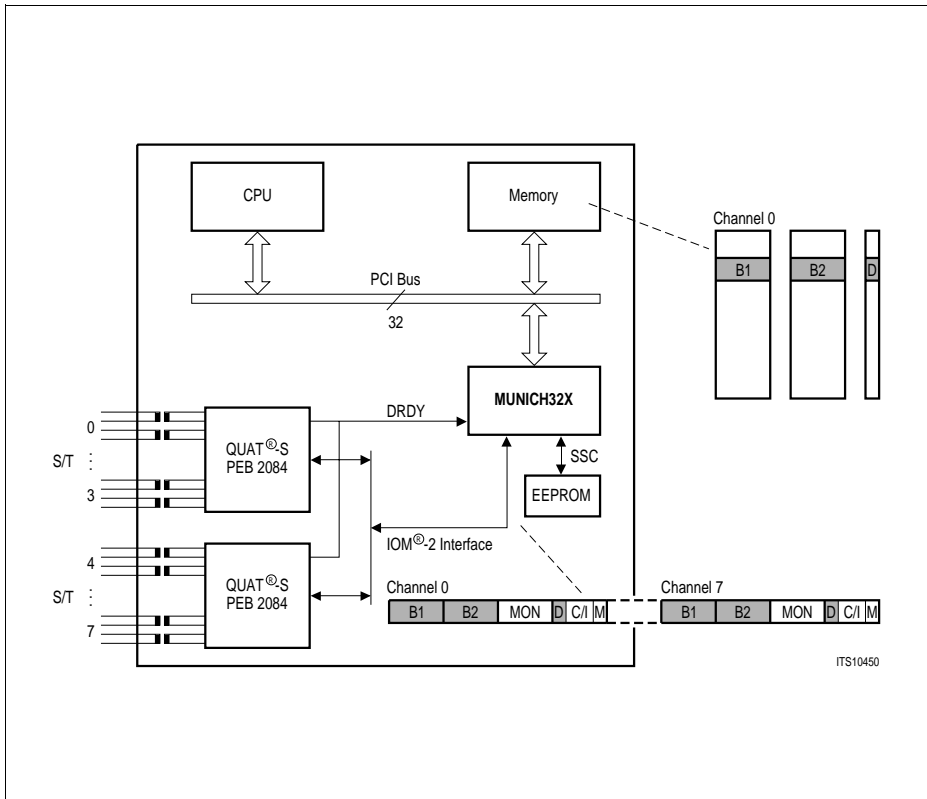 CPU
Memory
Channel 0
B1 B2 D
PCI Bus
32
MUNICH32X
DRDY
0
S/T ⋮
3
QUAT®-S
PEB 2084
SSC
EEPROM
IOM®-2 Interface
4
S/T ⋮
7
QUAT®-S
PEB 2084
Channel 0
B1 B2 MON D C/I M
Channel 7
B1 B2 MON D C/I M
ITS10450